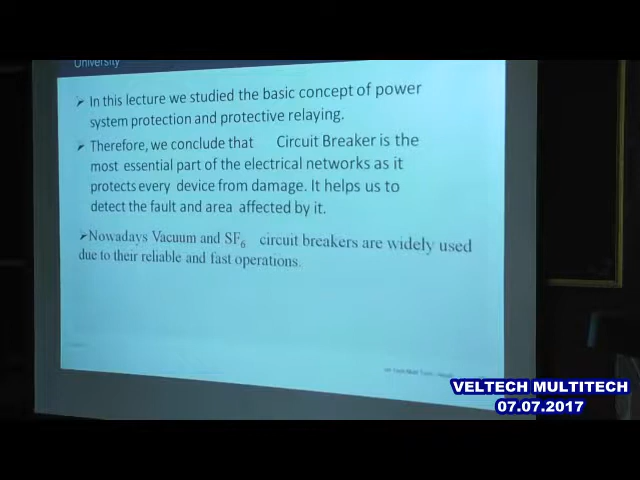 University
➢ In this lecture we studied the basic concept of power
system protection and protective relaying.
➢ Therefore, we conclude that Circuit Breaker is the
most essential part of the electrical networks as it
protects every device from damage. It helps us to
detect the fault and area affected by it.
➢Nowadays Vacuum and SF₆ circuit breakers are widely used
due to their reliable and fast operations.
VELTECH MULTITECH
07.07.2017